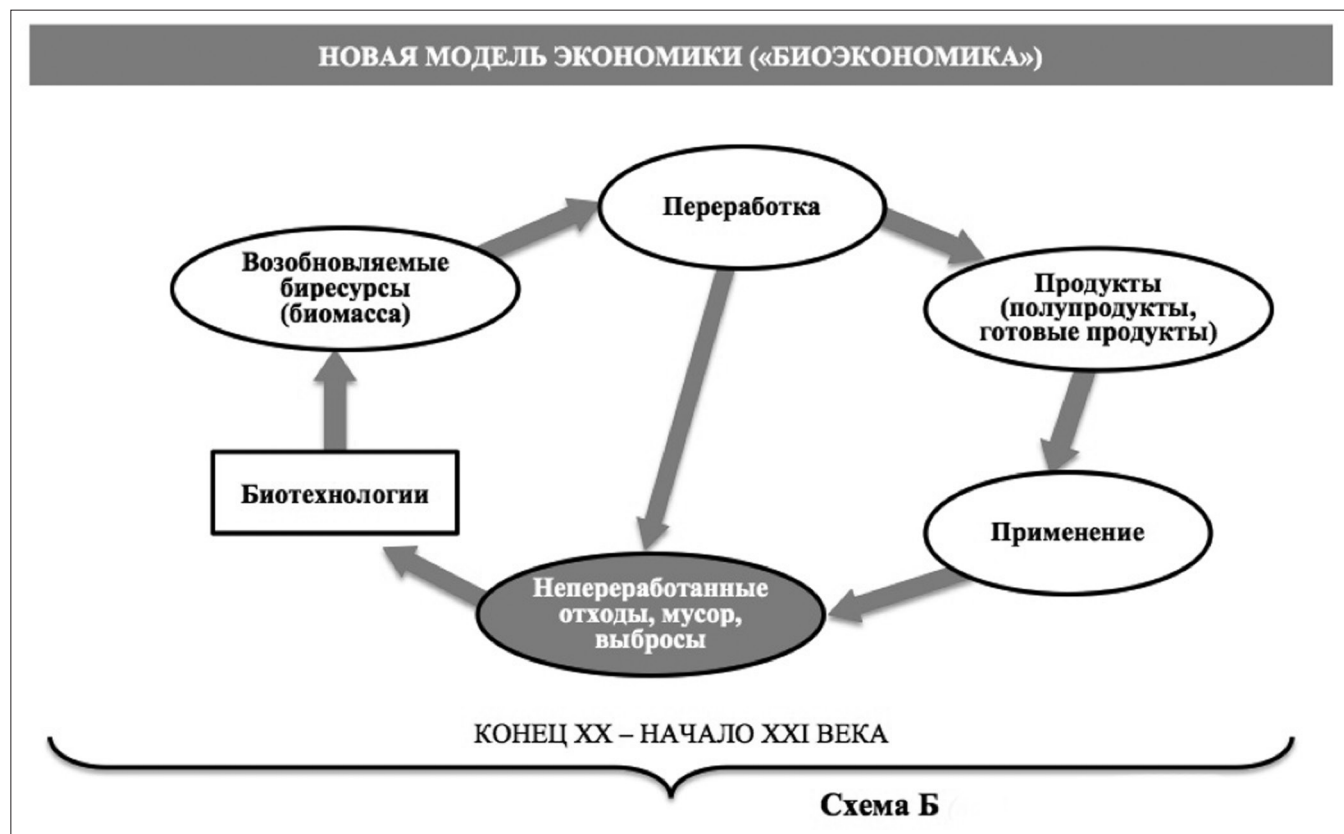 НОВАЯ МОДЕЛЬ ЭКОНОМИКИ («БИОЭКОНОМИКА»)
Переработка
Возобновляемые
биресурсы
(биомасса)
Продукты
(полупродукты,
готовые продукты)
Биотехнологии
Применение
Непереработанные
отходы, мусор,
выбросы
КОНЕЦ XX – НАЧАЛО XXI ВЕКА
Схема Б